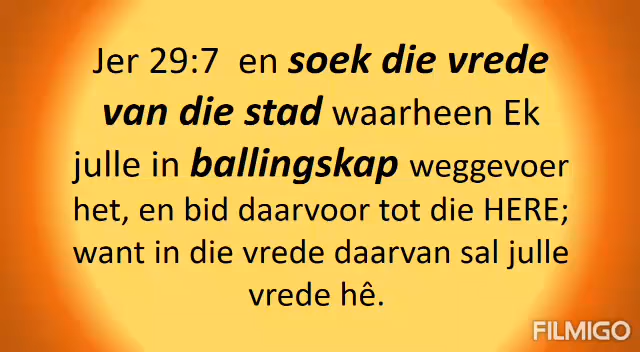 Jer 29:7 en soek die vrede
van die stad waarheen Ek
julle in ballingskap weggevoer
het, en bid daarvoor tot die HERE;
want in die vrede daarvan sal julle
vrede hê.
FILMIGO